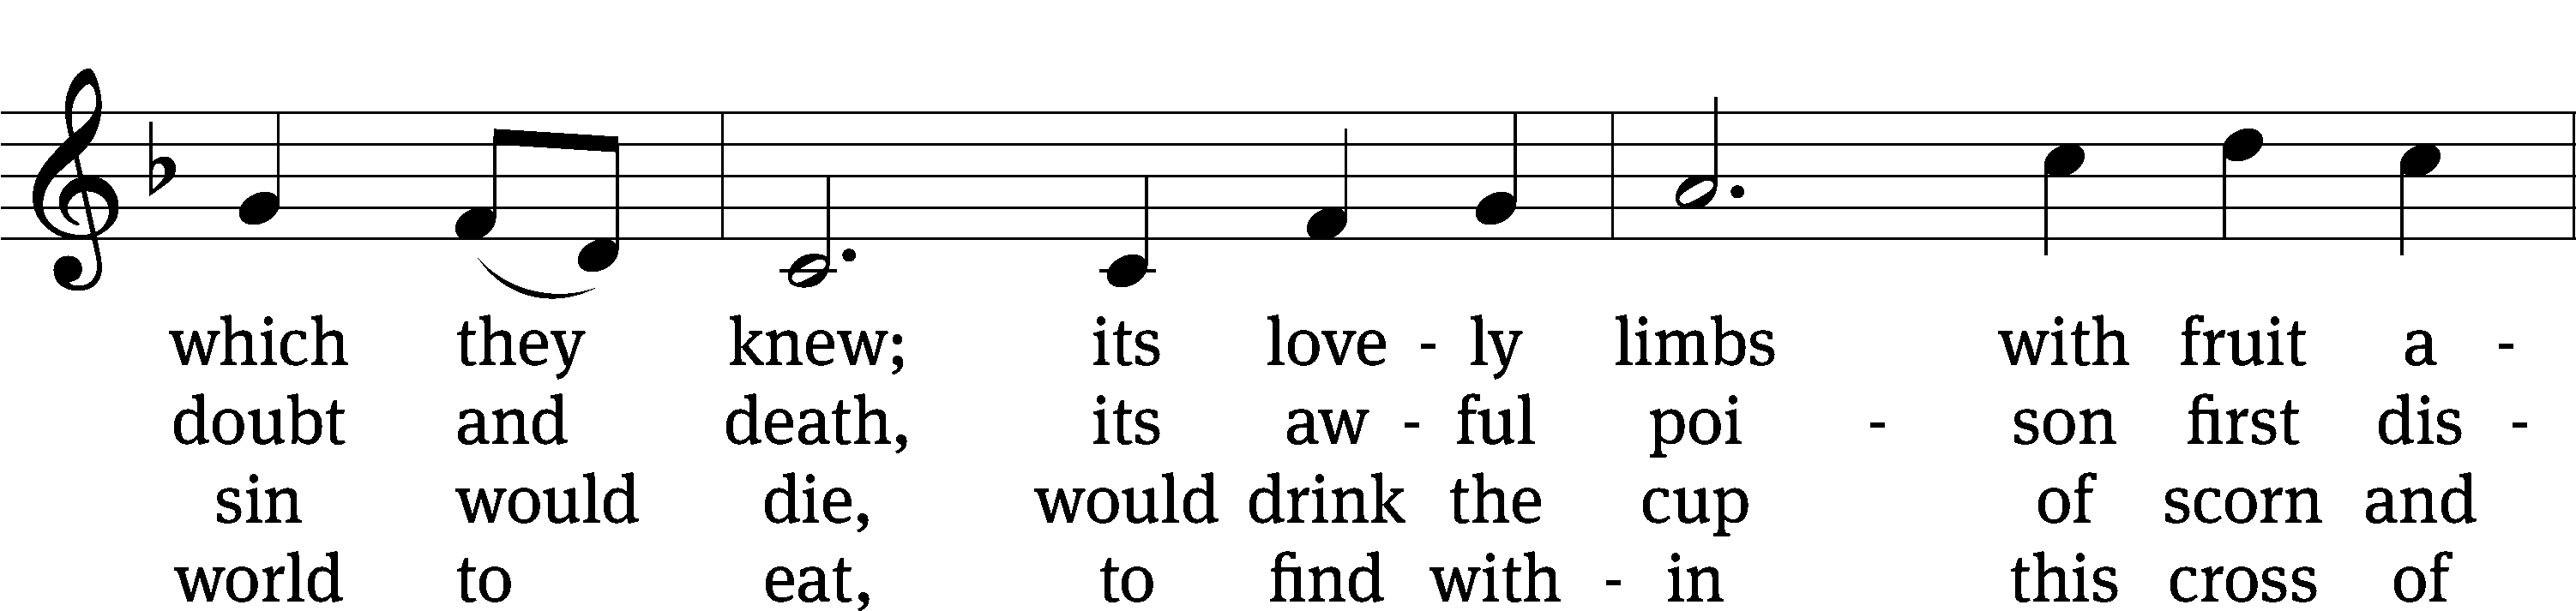 which they knew; its love - ly limbs with fruit a -
doubt and death, its aw - ful poi - son first dis -
sin would die, would drink the cup of scorn and
world to eat, to find with - in this cross of